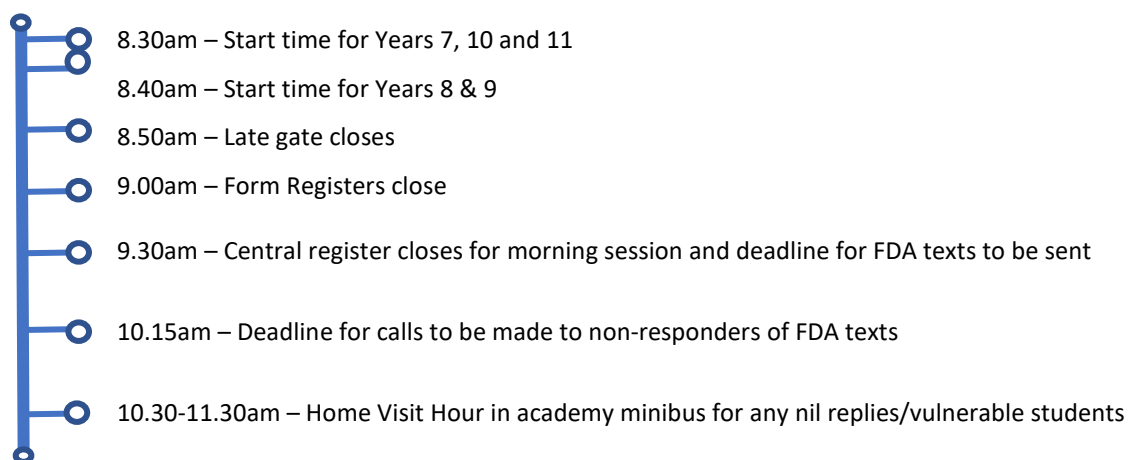 8.30am – Start time for Years 7, 10 and 11
8.40am – Start time for Years 8 & 9
8.50am – Late gate closes
9.00am – Form Registers close
9.30am – Central register closes for morning session and deadline for FDA texts to be sent
10.15am – Deadline for calls to be made to non-responders of FDA texts
10.30-11.30am – Home Visit Hour in academy minibus for any nil replies/vulnerable students